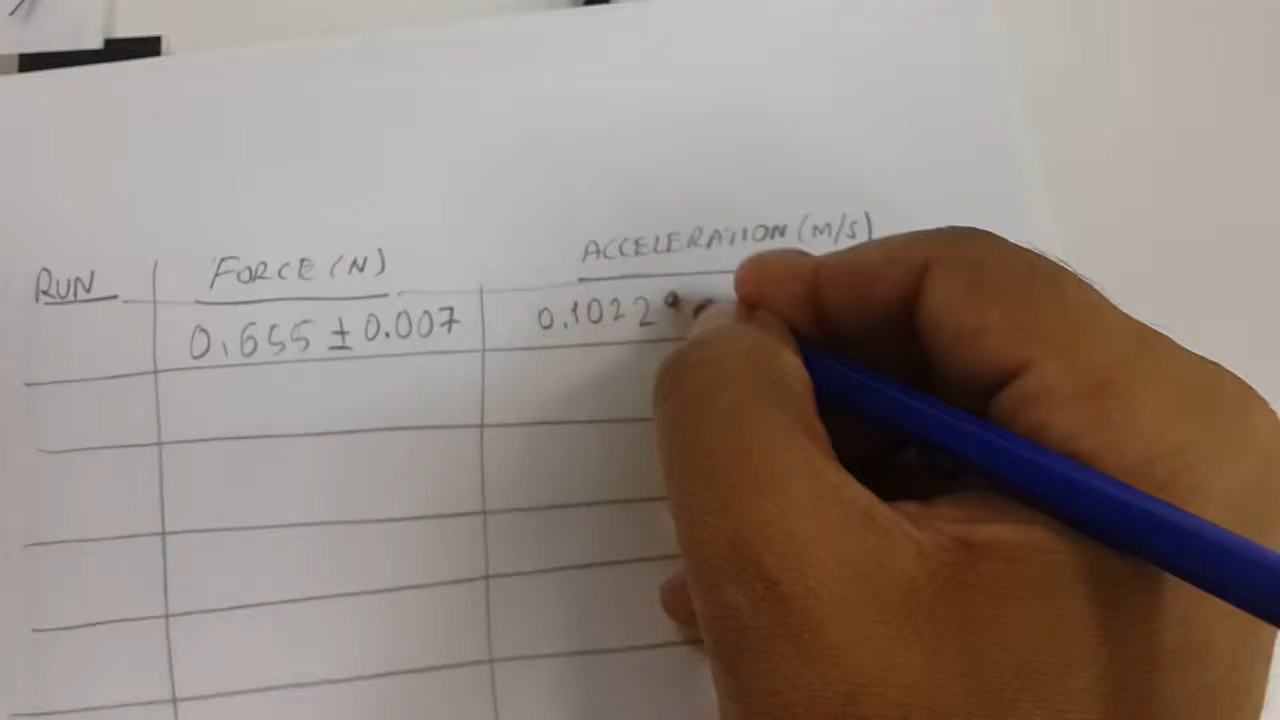 RUN FORCE (N) ACCELERATION (M/S)
0.655 ± 0.007 0.1022